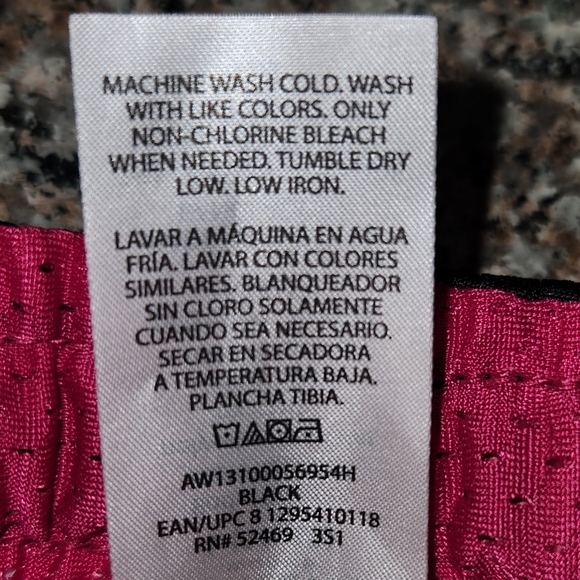 MACHINE WASH COLD. WASH
WITH LIKE COLORS. ONLY
NON-CHLORINE BLEACH
WHEN NEEDED. TUMBLE DRY
LOW. LOW IRON.
LAVAR A MÁQUINA EN AGUA
FRÍA. LAVAR CON COLORES
SIMILARES. BLANQUEADOR
SIN CLORO SOLAMENTE
CUANDO SEA NECESARIO.
SECAR EN SECADORA
A TEMPERATURA BAJA.
PLANCHA TIBIA.
AW13100056954H
BLACK
EAN/UPC 8 1295410118
RN# 52469 3S1